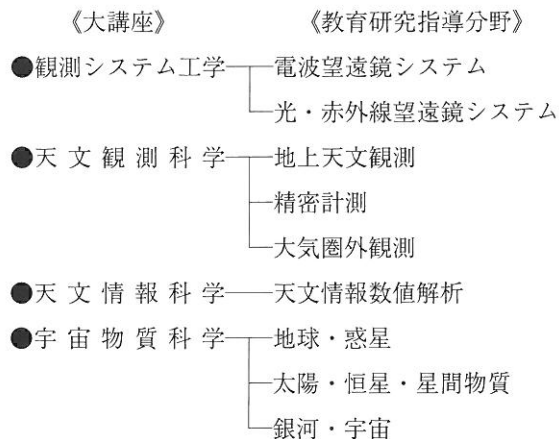 《大講座》 《教育研究指導分野》
●観測システム工学 電波望遠鏡システム
光・赤外線望遠鏡システム
●天文観測科学 地上天文観測
精密計測
大気圏外観測
●天文情報科学 天文情報数値解析
●宇宙物質科学 地球・惑星
太陽・恒星・星間物質
銀河・宇宙